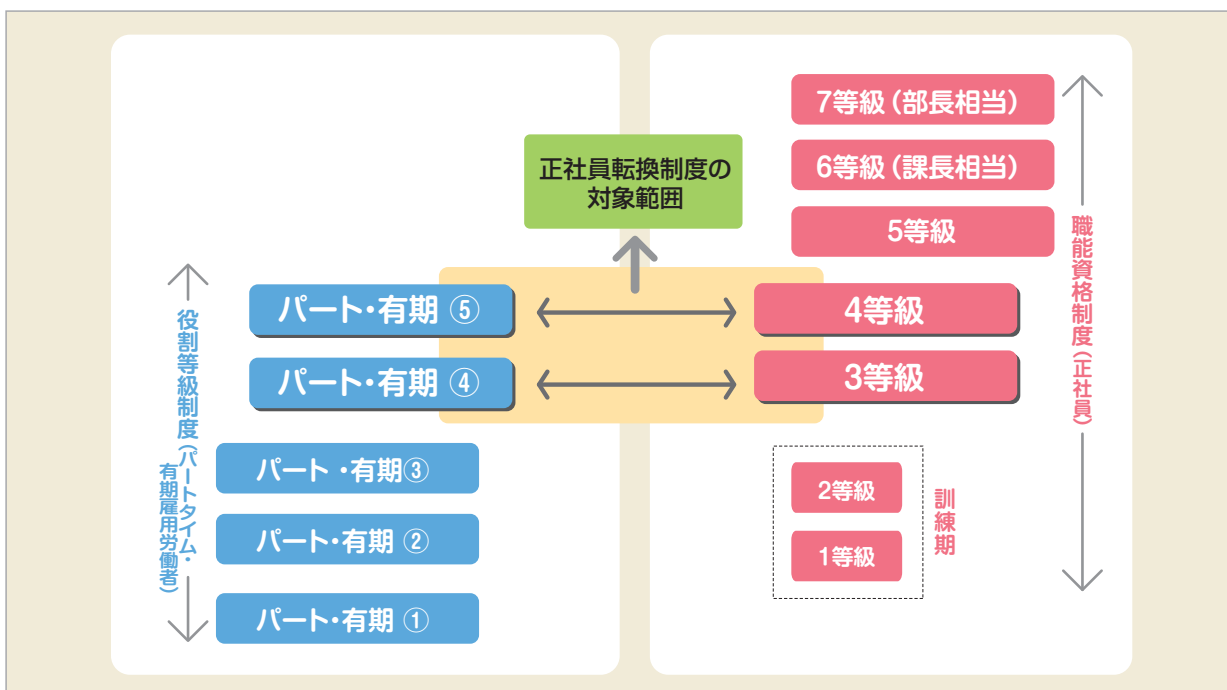 正社員転換制度の
対象範囲
役割等級制度(パートタイム・
有期雇用労働者)
パート・有期 ⑤
パート・有期 ④
パート・有期③
パート・有期 ②
パート・有期 ①
7等級(部長相当)
6等級(課長相当)
5等級
4等級
3等級
2等級
1等級
訓練期
職能資格制度(正社員)